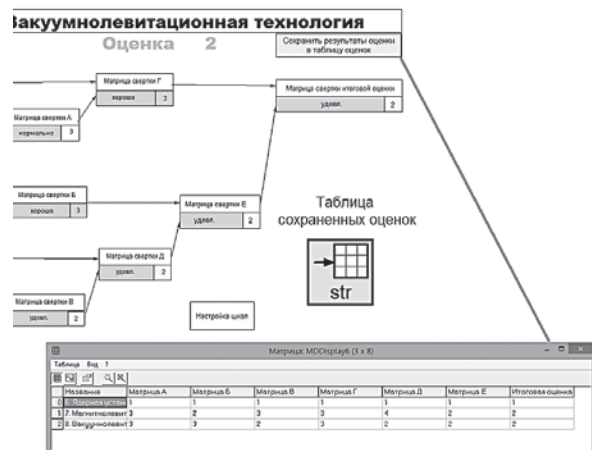 Вакуумнолевитационная технология
Оценка 2
Сохранить результаты оценки
в таблицу оценок
Матрица свертки Г
хорошо 3
Матрица свертки итоговой оценки
удовл. 2
Матрица свертки А
нормально 3
Матрица свертки Б
хорошо 3
Матрица свертки Е
удовл. 2
Таблица
сохраненных оценок
str
Матрица свертки Д
удовл. 2
Матрица свертки В
удовл. 2
Настройка шкал
Матрица: MDDisplay6 (3 x 8)
Таблица Вид ?
Название Матрица А Матрица Б Матрица В Матрица Г Матрица Д Матрица Е Итоговая оценка
0 Ядерная устан 1 1 1 1 1 1 1
1 7. Магнитнолевит 3 2 3 3 4 2 2
2 8. Вакуумнолевит 3 3 2 3 2 2 2